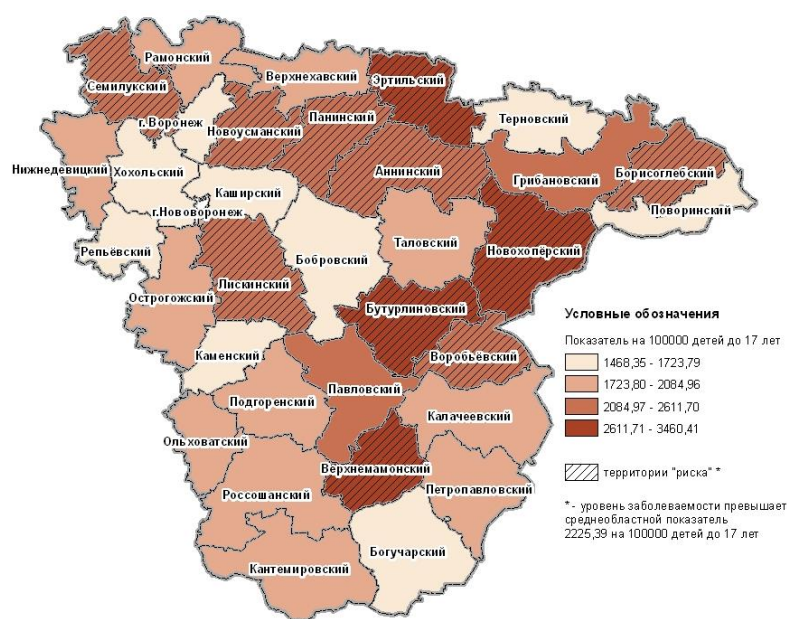 Рамонский
Верхнехавский
Эртильский
Семилукский
г. Воронеж
Новоусманский
Панинский
Терновский
Нижнедевицкий
Хохольский
Аннинский
Грибановский
Борисоглебский
Каширский
Поворинский
г.Нововоронеж
Репьёвский
Бобровский
Таловский
Новохопёрский
Лискинский
Острогожский
Бутурлиновский
Каменский
Воробьёвский
Подгоренский
Павловский
Калачеевский
Ольховатский
Верхнемамонский
Россошанский
Петропавловский
Богучарский
Кантемировский
Условные обозначения
Показатель на 100000 детей до 17 лет
1468,35 - 1723,79
1723,80 - 2084,96
2084,97 - 2611,70
2611,71 - 3460,41
территории "риска" *
* - уровень заболеваемости превышает
среднеобластной показатель
2225,39 на 100000 детей до 17 лет